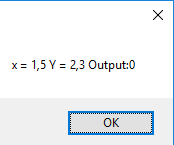 x = 1,5 Y = 2,3 Output:0
OK